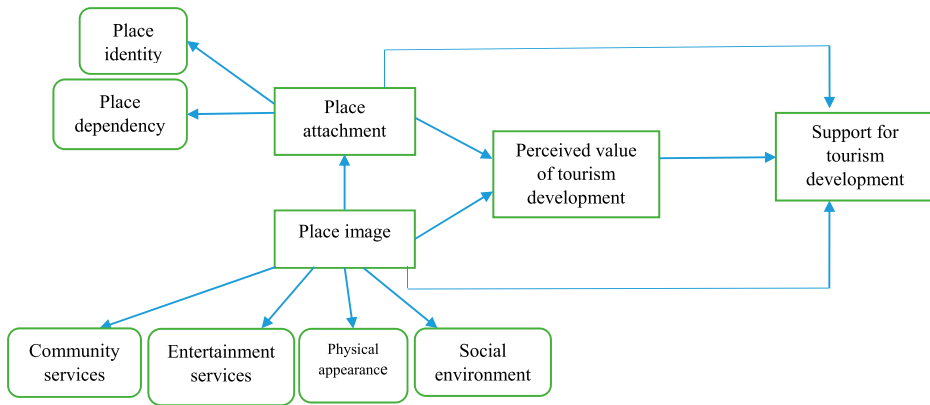 Place
identity
Place
dependency
Place
attachment
Perceived value
of tourism
development
Support for
tourism
development
Place image
Community
services
Entertainment
services
Physical
appearance
Social
environment